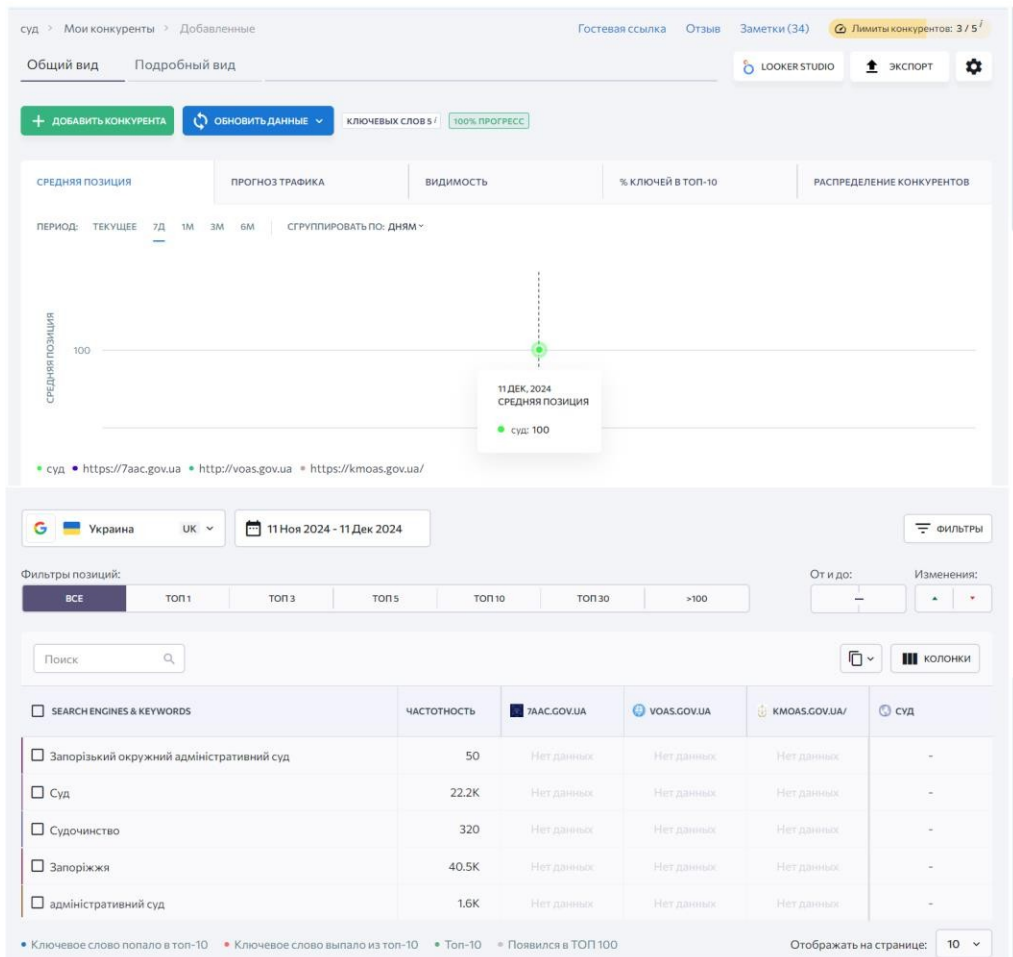 суд > Мои конкуренты > Добавленные Гостевая ссылка Отзыв Заметки (34) Лимиты конкурентов: 3 / 5 i
Общий вид Подробный вид LOOKER STUDIO ЭКСПОРТ
+ ДОБАВИТЬ КОНКУРЕНТА ОБНОВИТЬ ДАННЫЕ КЛЮЧЕВЫХ СЛОВ 5 i 100% ПРОГРЕСС
СРЕДНЯЯ ПОЗИЦИЯ ПРОГНОЗ ТРАФИКА ВИДИМОСТЬ % КЛЮЧЕЙ В ТОП-10 РАСПРЕДЕЛЕНИЕ КОНКУРЕНТОВ
ПЕРИОД: ТЕКУЩЕЕ 7Д 1М 3М 6М СГРУППИРОВАТЬ ПО: ДНЯМ
СРЕДНЯЯ ПОЗИЦИЯ
100
11 ДЕК, 2024
СРЕДНЯЯ ПОЗИЦИЯ
суд: 100
суд https://7aac.gov.ua http://voas.gov.ua https://kmoas.gov.ua/
Украина UK 11 Ноя 2024 - 11 Дек 2024 ФИЛЬТРЫ
Фильтры позиций: От и до: Изменения:
ВСЕ ТОП 1 ТОП 3 ТОП 5 ТОП 10 ТОП 30 >100 —
Поиск КОЛОНКИ
SEARCH ENGINES & KEYWORDS ЧАСТОТНОСТЬ 7AAC.GOV.UA VOAS.GOV.UA KMOAS.GOV.UA/ СУД
Запорізький окружний адміністративний суд 50 Нет данных Нет данных Нет данных -
Суд 22.2K Нет данных Нет данных Нет данных -
Судочинство 320 Нет данных Нет данных Нет данных -
Запоріжжя 40.5K Нет данных Нет данных Нет данных -
адміністративний суд 1.6K Нет данных Нет данных Нет данных -
Ключевое слово попало в топ-10 Ключевое слово выпало из топ-10 Топ-10 Появился в ТОП 100 Отображать на странице: 10